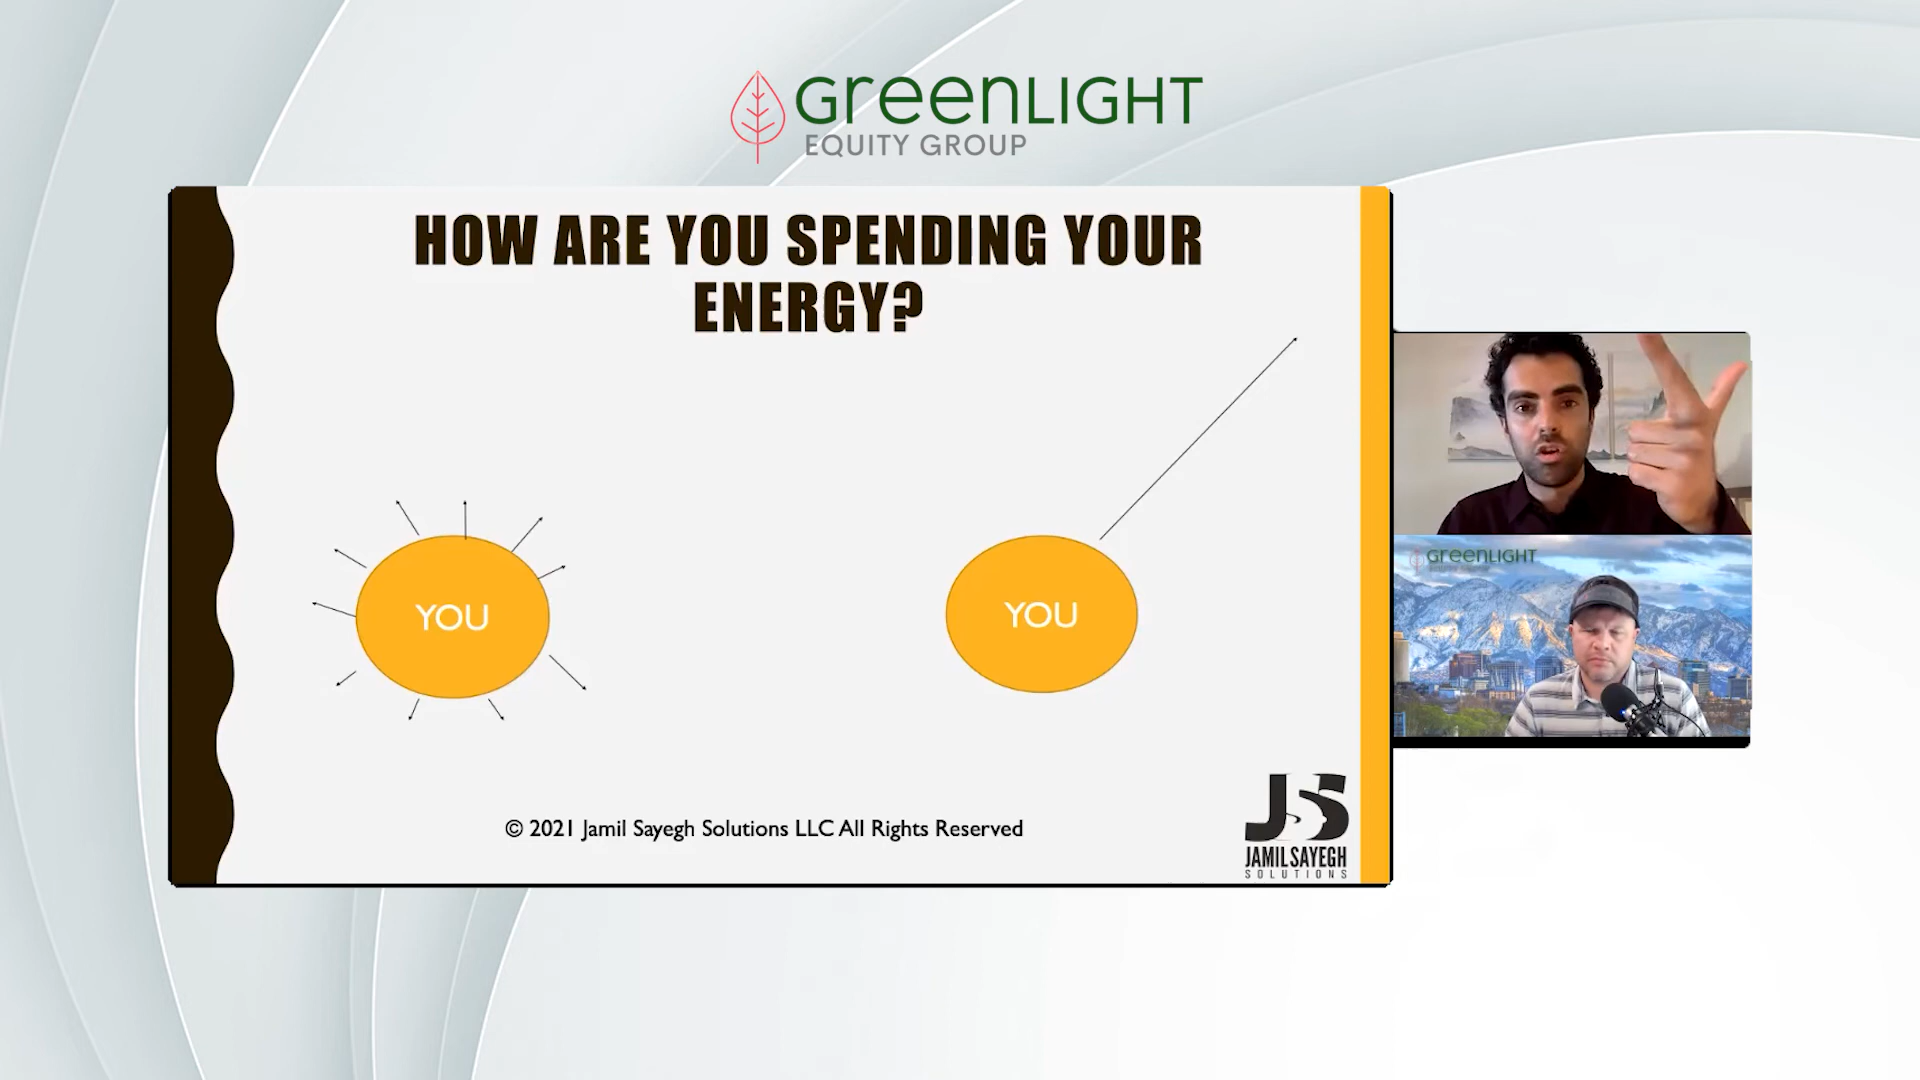 GreenLIGHT
EQUITY GROUP
HOW ARE YOU SPENDING YOUR
ENERGY?
YOU
YOU
© 2021 Jamil Sayegh Solutions LLC All Rights Reserved
JS
JAMIL SAYEGH
SOLUTIONS
GreenLIGHT